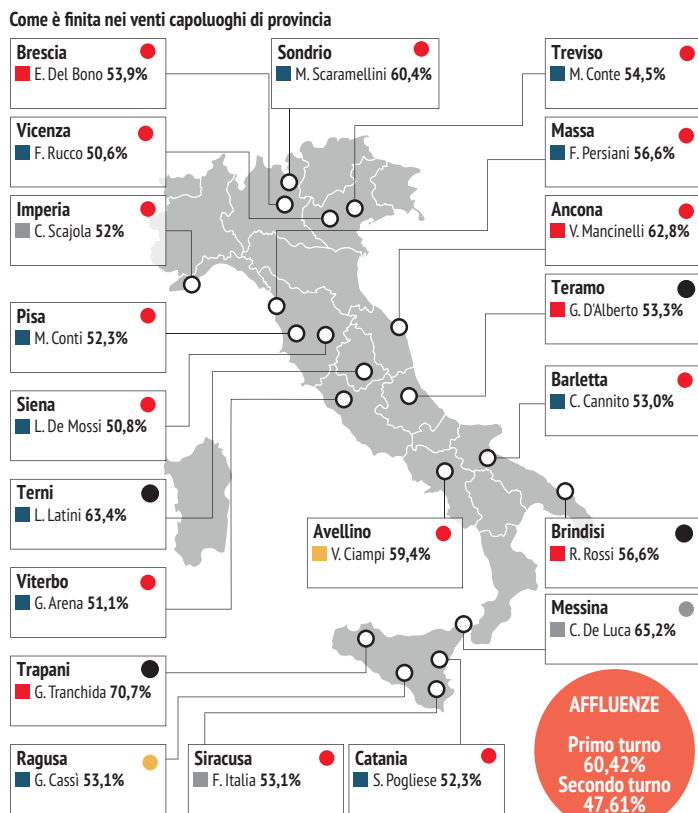 Come è finita nei venti capoluoghi di provincia
Brescia
E. Del Bono 53,9%
Sondrio
M. Scaramellini 60,4%
Treviso
M. Conte 54,5%
Vicenza
F. Rucco 50,6%
Massa
F. Persiani 56,6%
Imperia
C. Scajola 52%
Ancona
V. Mancinelli 62,8%
Teramo
G. D'Alberto 53,3%
Pisa
M. Conti 52,3%
Barletta
C. Cannito 53,0%
Siena
L. De Mossi 50,8%
Terni
L. Latini 63,4%
Avellino
V. Ciampi 59,4%
Brindisi
R. Rossi 56,6%
Viterbo
G. Arena 51,1%
Messina
C. De Luca 65,2%
Trapani
G. Tranchida 70,7%
Ragusa
G. Cassì 53,1%
Siracusa
F. Italia 53,1%
Catania
S. Pogliese 52,3%
AFFLUENZE
Primo turno
60,42%
Secondo turno
47,61%